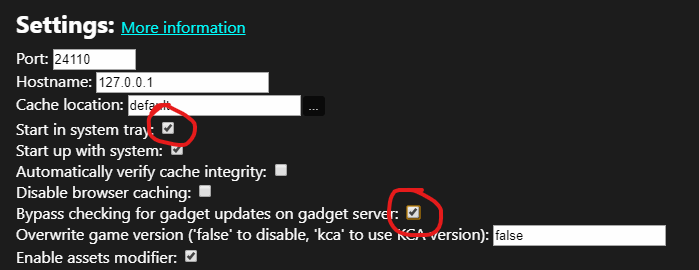 Settings: More information
Port: 24110
Hostname: 127.0.0.1
Cache location: default ...
Start in system tray:
Start up with system:
Automatically verify cache integrity:
Disable browser caching:
Bypass checking for gadget updates on gadget server:
Overwrite game version ('false' to disable, 'kca' to use KCA version): false
Enable assets modifier: